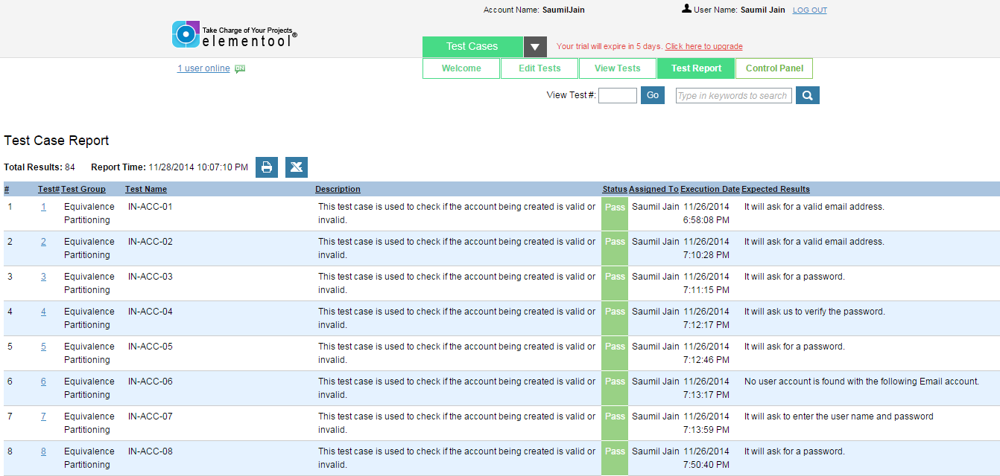 Account Name: SaumilJain
User Name: Saumil Jain LOG OUT
Take Charge of Your Projects
elementool®
Test Cases
Your trial will expire in 5 days. Click here to upgrade
1 user online ON
Welcome Edit Tests View Tests Test Report Control Panel
View Test #: Go Type in keywords to search
Test Case Report
Total Results: 84 Report Time: 11/28/2014 10:07:10 PM
# Test# Test Group Test Name Description Status Assigned To Execution Date Expected Results
1 1 Equivalence IN-ACC-01 This test case is used to check if the account being created is valid or Pass Saumil Jain 11/26/2014 It will ask for a valid email address.
Partitioning invalid. 6:58:08 PM
2 2 Equivalence IN-ACC-02 This test case is used to check if the account being created is valid or Pass Saumil Jain 11/26/2014 It will ask for a valid email address.
Partitioning invalid. 7:10:28 PM
3 3 Equivalence IN-ACC-03 This test case is used to check if the account being created is valid or Pass Saumil Jain 11/26/2014 It will ask for a password.
Partitioning invalid. 7:11:15 PM
4 4 Equivalence IN-ACC-04 This test case is used to check if the account being created is valid or Pass Saumil Jain 11/26/2014 It will ask us to verify the password.
Partitioning invalid. 7:12:17 PM
5 5 Equivalence IN-ACC-05 This test case is used to check if the account being created is valid or Pass Saumil Jain 11/26/2014 It will ask for a password.
Partitioning invalid. 7:12:46 PM
6 6 Equivalence IN-ACC-06 This test case is used to check if the account being created is valid or Pass Saumil Jain 11/26/2014 No user account is found with the following Email account.
Partitioning invalid. 7:13:17 PM
7 7 Equivalence IN-ACC-07 This test case is used to check if the account being created is valid or Pass Saumil Jain 11/26/2014 It will ask to enter the user name and password
Partitioning invalid. 7:13:59 PM
8 8 Equivalence IN-ACC-08 This test case is used to check if the account being created is valid or Pass Saumil Jain 11/26/2014 It will ask for a password.
Partitioning invalid. 7:50:40 PM